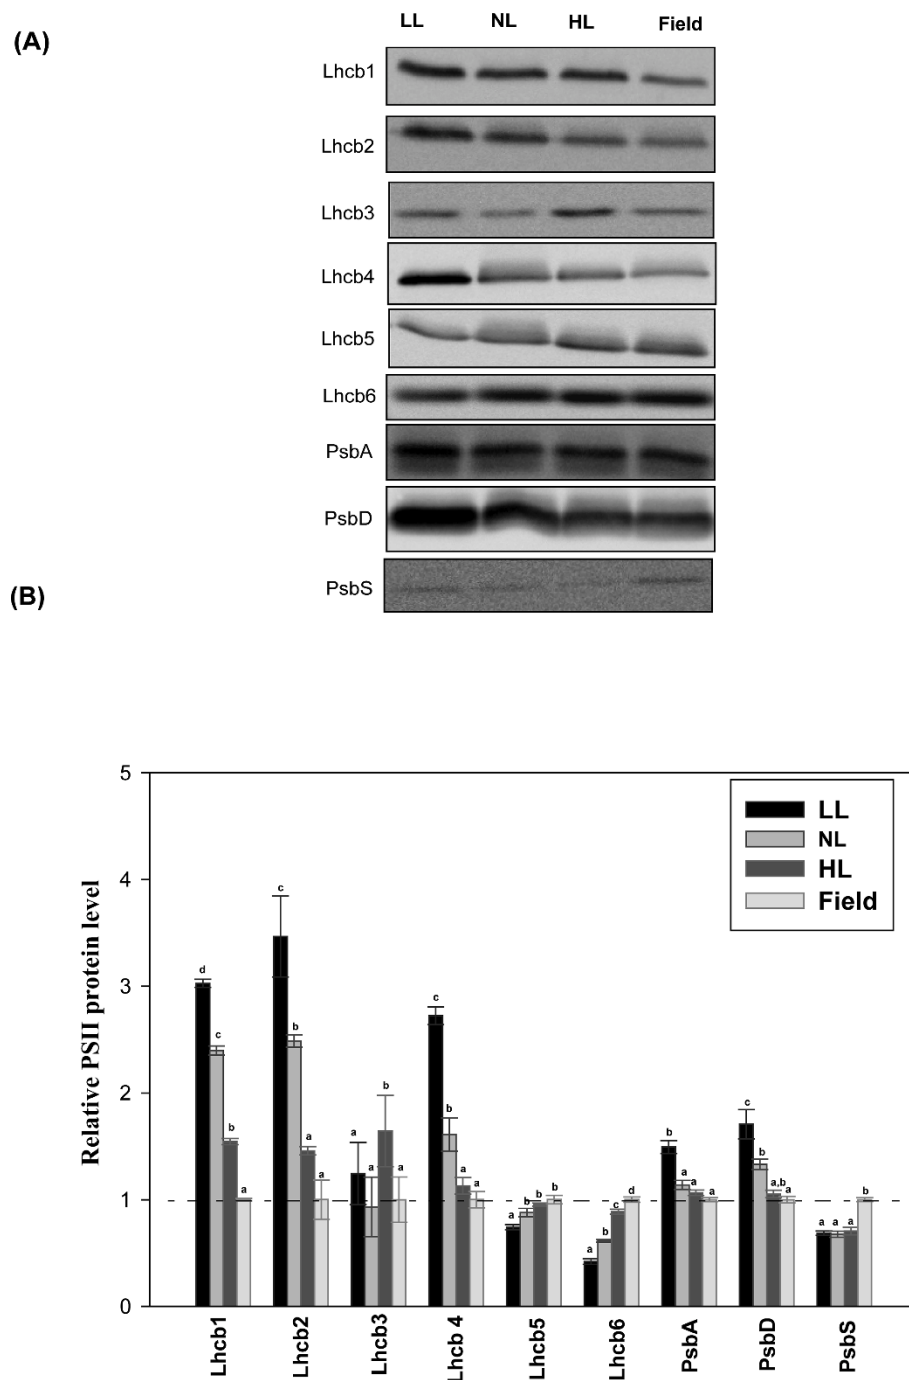 (A)
LL NL HL Field
Lhcb1
Lhcb2
Lhcb3
Lhcb4
Lhcb5
Lhcb6
PsbA
PsbD
PsbS
(B)
Relative PSII protein level
5
4
3
2
1
0
LL
NL
HL
Field
d c b a
c b a a
a a b a
c b a a
a b b b
a b c d
b a a a
c b a,b a
a a a b
Lhcb1 Lhcb2 Lhcb3 Lhcb 4 Lhcb5 Lhcb6 PsbA PsbD PsbS